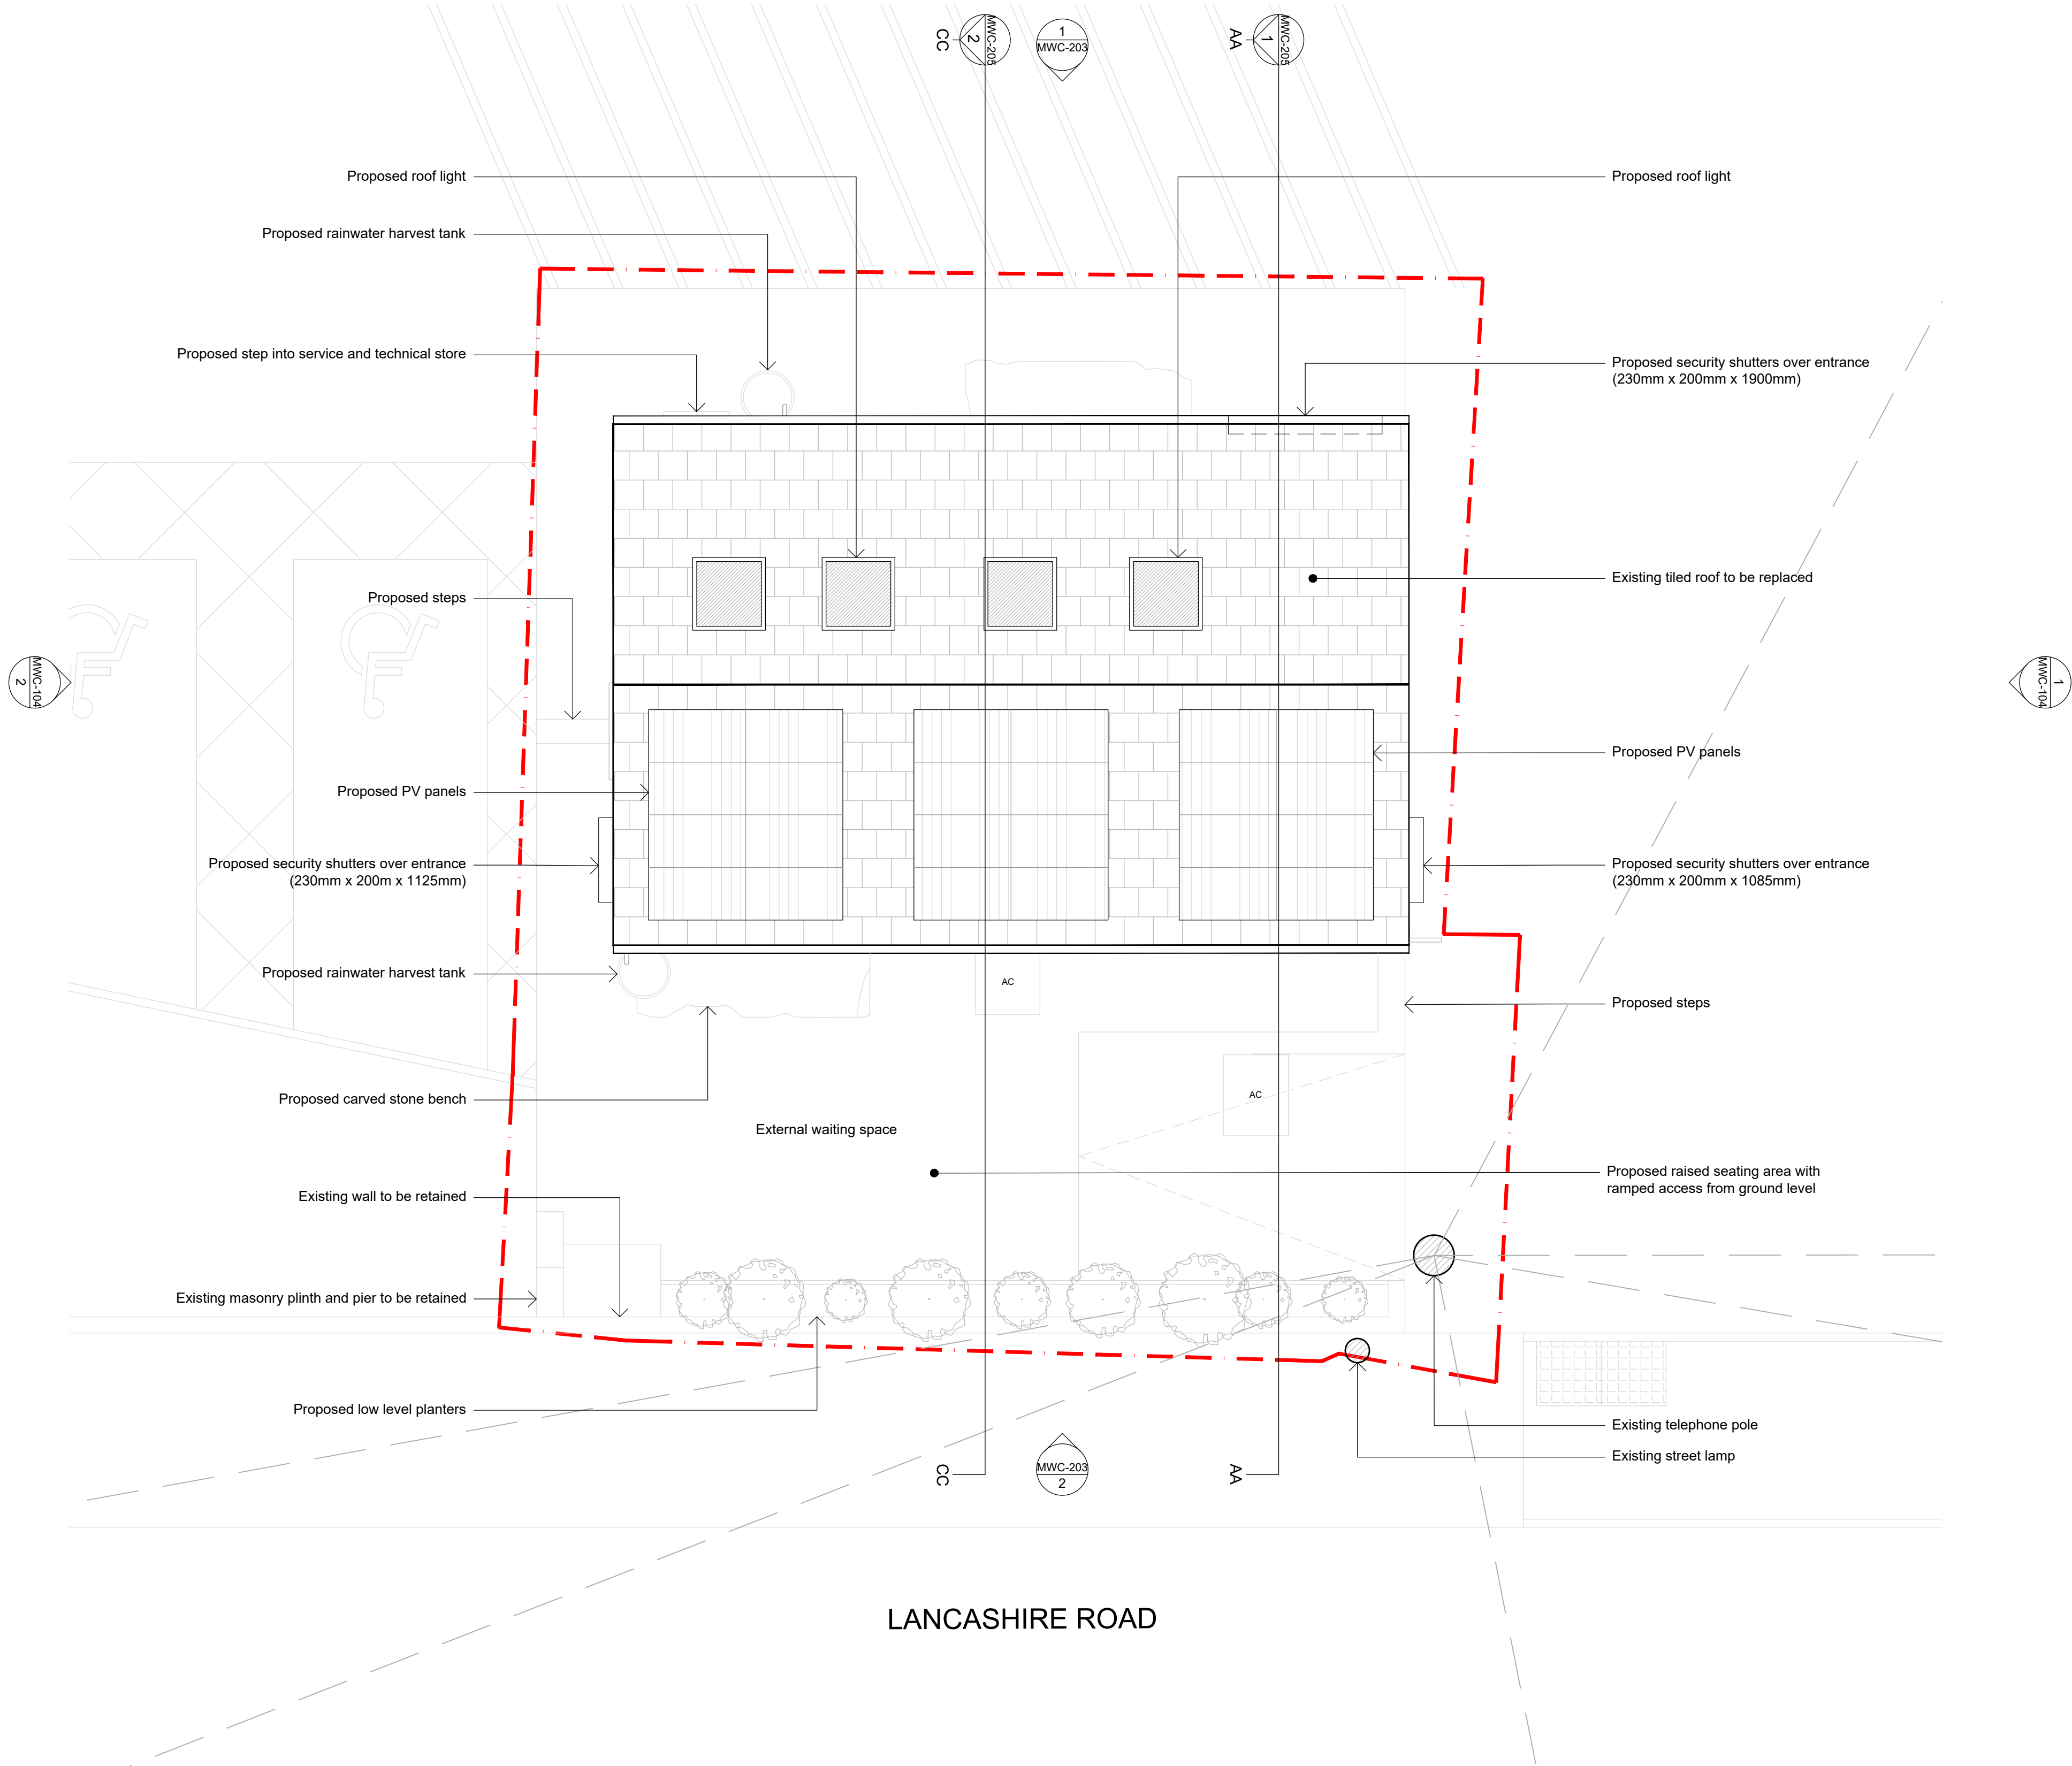 CC
2
MWC-205
1
MWC-203
AA
1
MWC-205
Proposed roof light
Proposed roof light
Proposed rainwater harvest tank
Proposed step into service and technical store
Proposed security shutters over entrance
(230mm x 200mm x 1900mm)
Existing tiled roof to be replaced
Proposed steps
2
MWC-104
MWC-104
1
Proposed PV panels
Proposed PV panels
Proposed security shutters over entrance
(230mm x 200m x 1125mm)
Proposed security shutters over entrance
(230mm x 200mm x 1085mm)
Proposed rainwater harvest tank
AC
Proposed steps
Proposed carved stone bench
AC
External waiting space
Proposed raised seating area with
ramped access from ground level
Existing wall to be retained
Existing masonry plinth and pier to be retained
Proposed low level planters
Existing telephone pole
Existing street lamp
CC
MWC-203
2
AA
LANCASHIRE ROAD